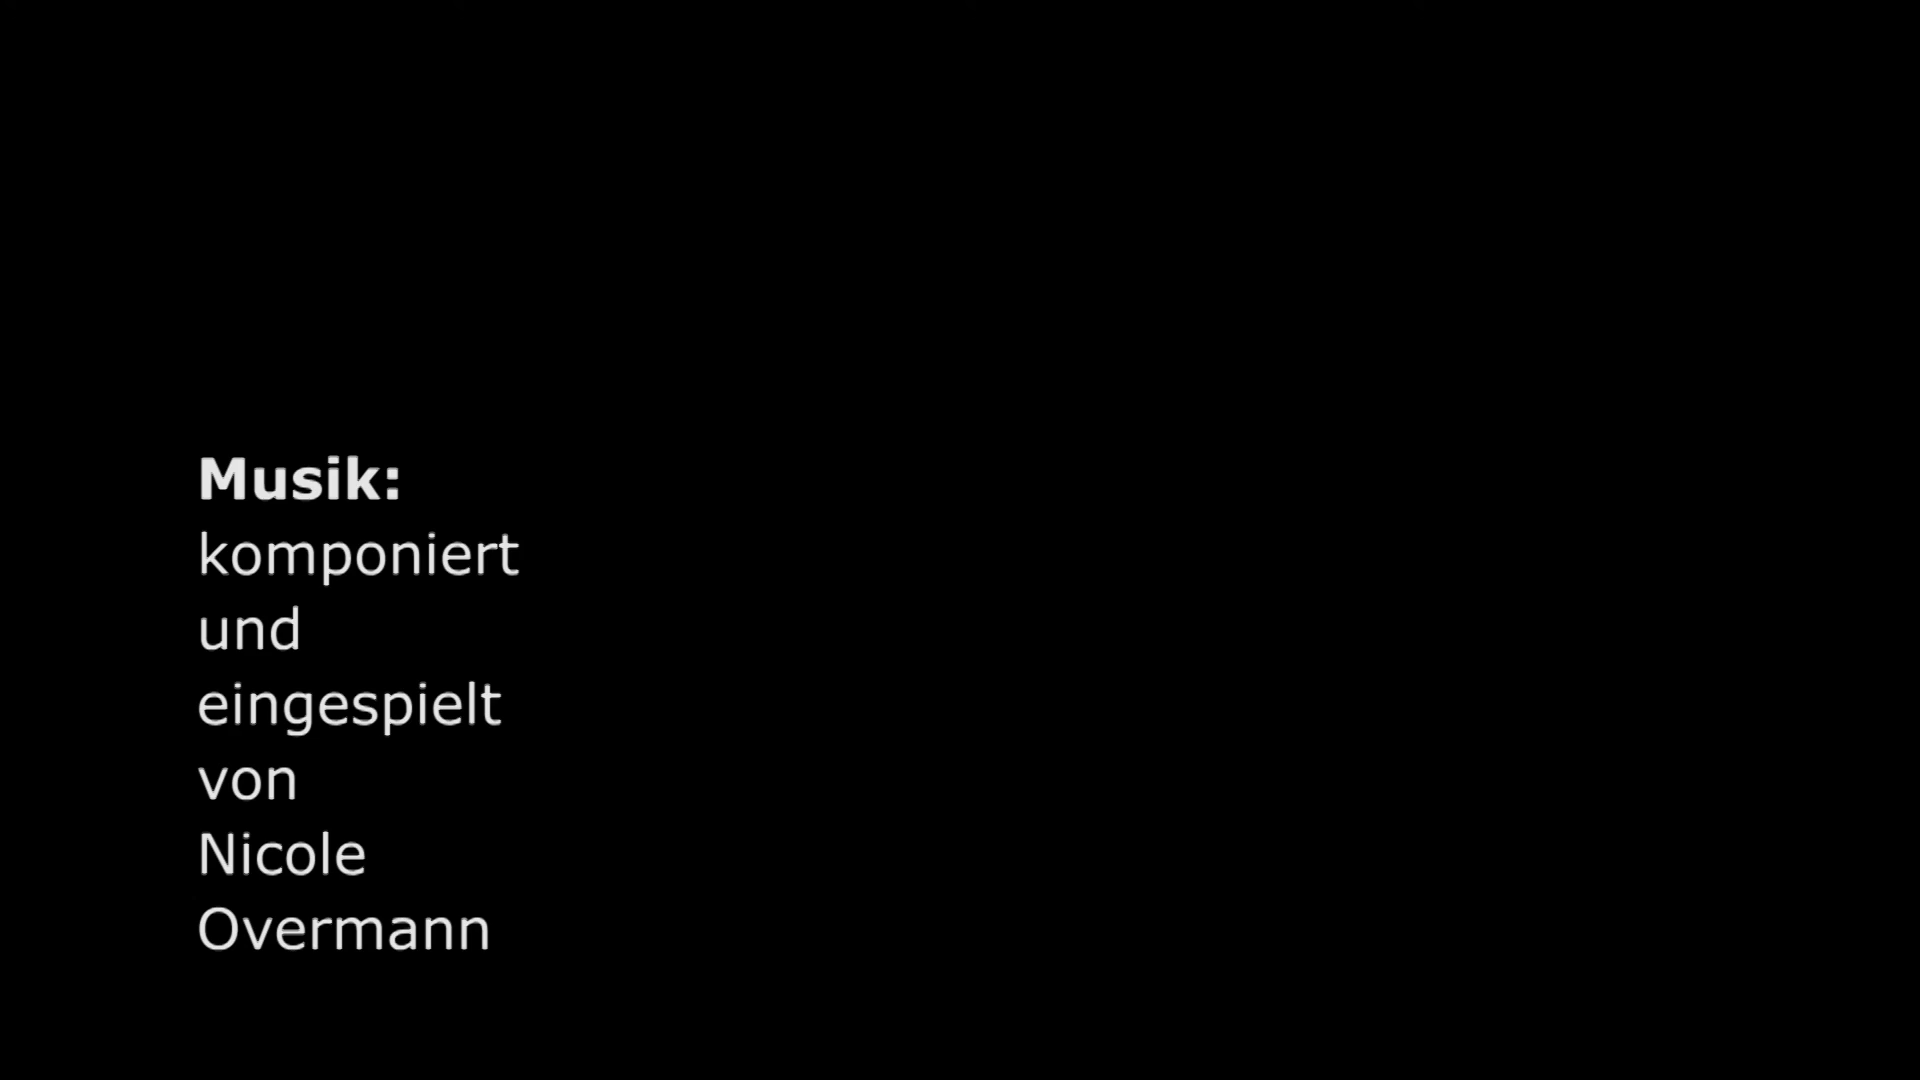 Musik:
komponiert
und
eingespielt
von
Nicole
Overmann